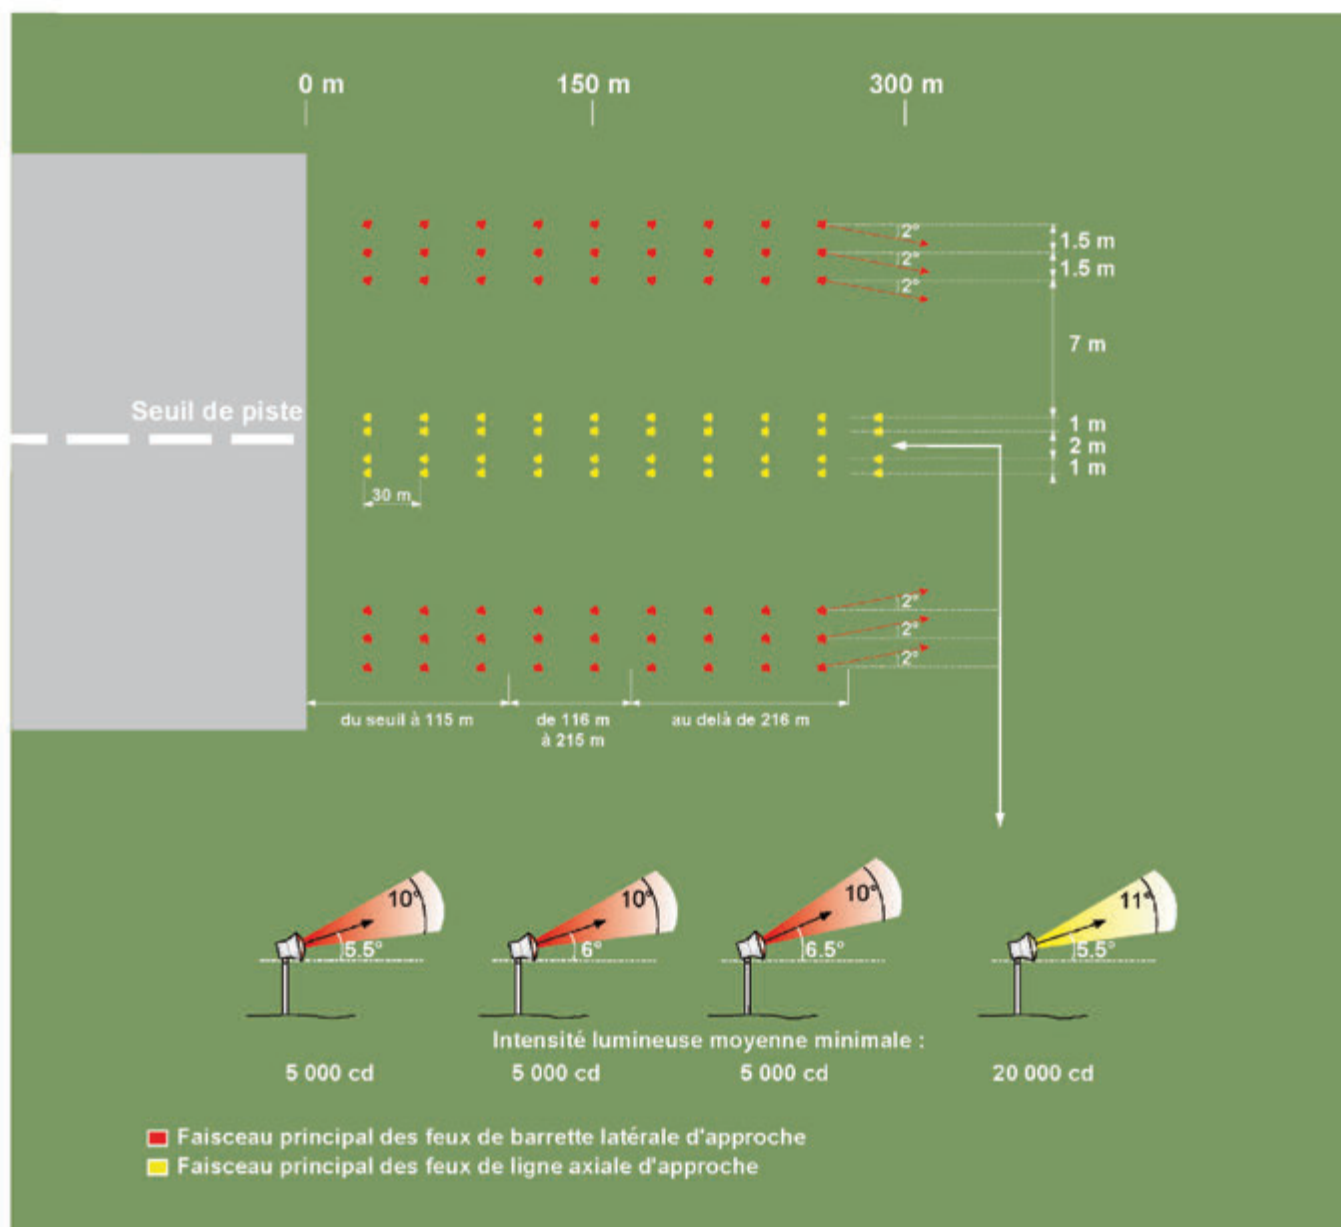 0 m 150 m 300 m
2°
1.5 m
2°
1.5 m
2°
7 m
Seuil de piste
1 m
2 m
1 m
30 m
2°
2°
2°
du seuil à 115 m de 116 m au delà de 216 m
à 215 m
10° 10° 10° 11°
5.5° 6° 6.5° 5.5°
Intensité lumineuse moyenne minimale :
5 000 cd 5 000 cd 5 000 cd 20 000 cd
Faisceau principal des feux de barrette latérale d'approche
Faisceau principal des feux de ligne axiale d'approche